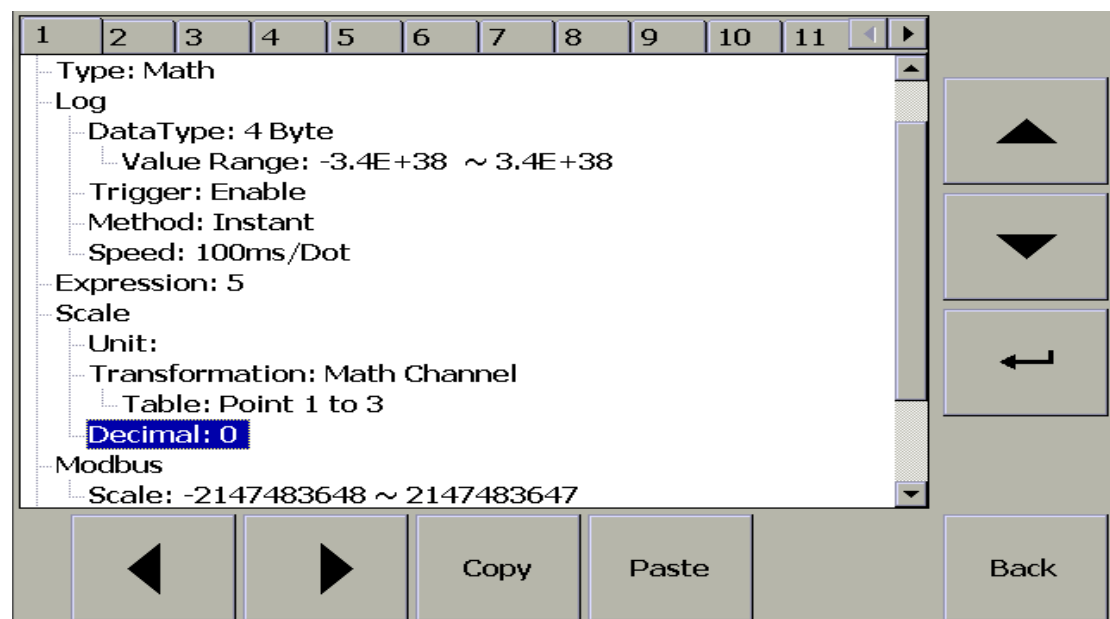 1 2 3 4 5 6 7 8 9 10 11
Type: Math
Log
DataType: 4 Byte
Value Range: -3.4E+38 ~ 3.4E+38
Trigger: Enable
Method: Instant
Speed: 100ms/Dot
Expression: 5
Scale
Unit:
Transformation: Math Channel
Table: Point 1 to 3
Decimal: 0
Modbus
Scale: -2147483648 ~ 2147483647
Copy Paste Back